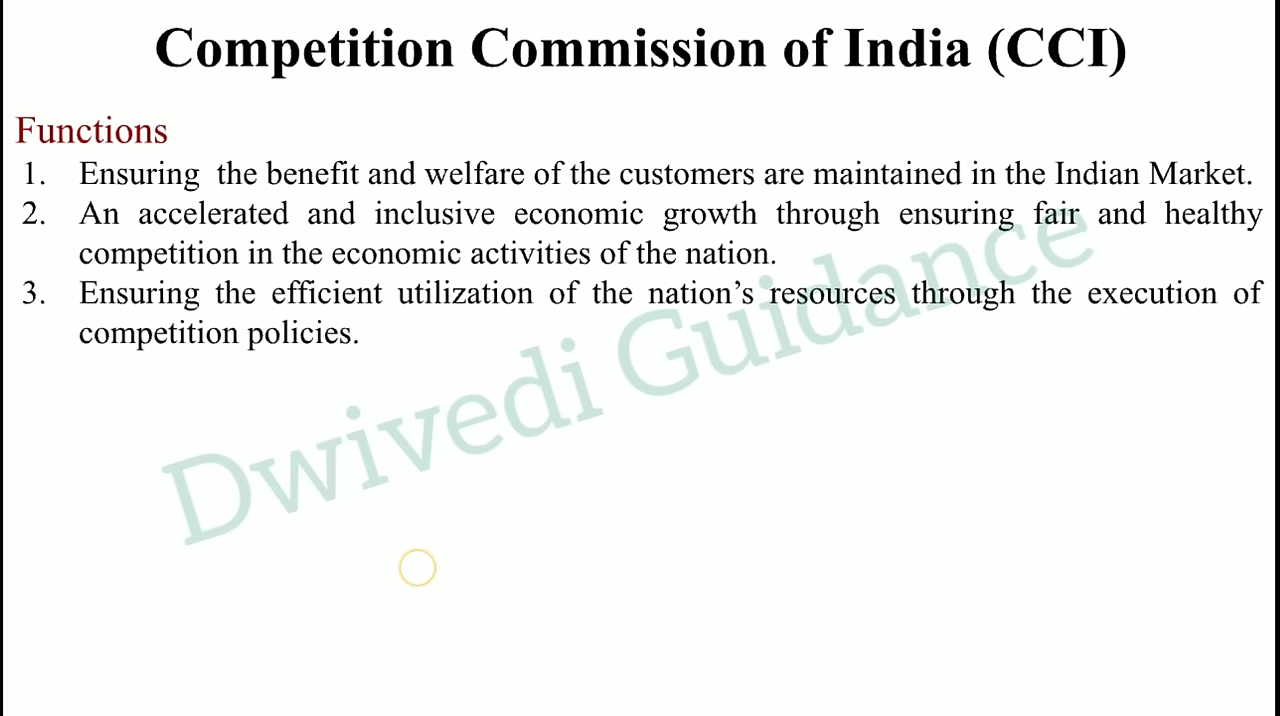 Competition Commission of India (CCI)
Functions
1. Ensuring the benefit and welfare of the customers are maintained in the Indian Market.
2. An accelerated and inclusive economic growth through ensuring fair and healthy
competition in the economic activities of the nation.
3. Ensuring the efficient utilization of the nation’s resources through the execution of
competition policies.
Dwivedi Guidance